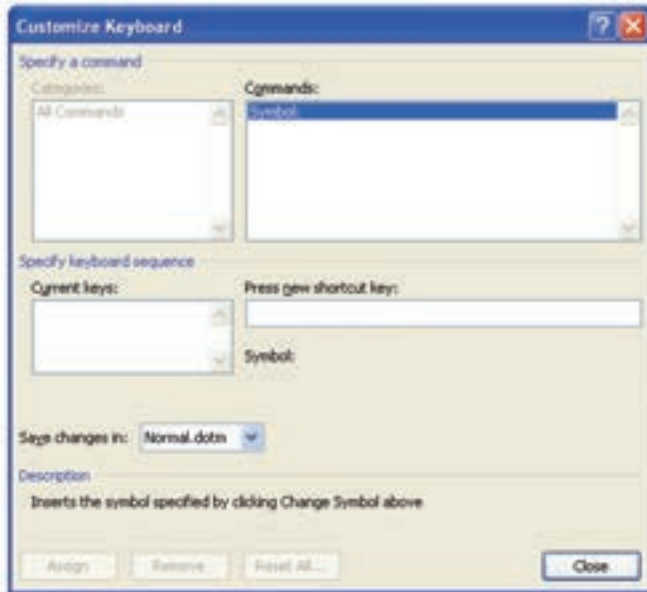 Customize Keyboard
Specify a command
Categories:
Commands:
All Commands
Symbol:
Specify keyboard sequence
Current keys:
Press new shortcut key:
Symbol:
Save changes in: Normal.dotm
Description
Inserts the symbol specified by clicking Change Symbol above
Assign Remove Reset All... Close